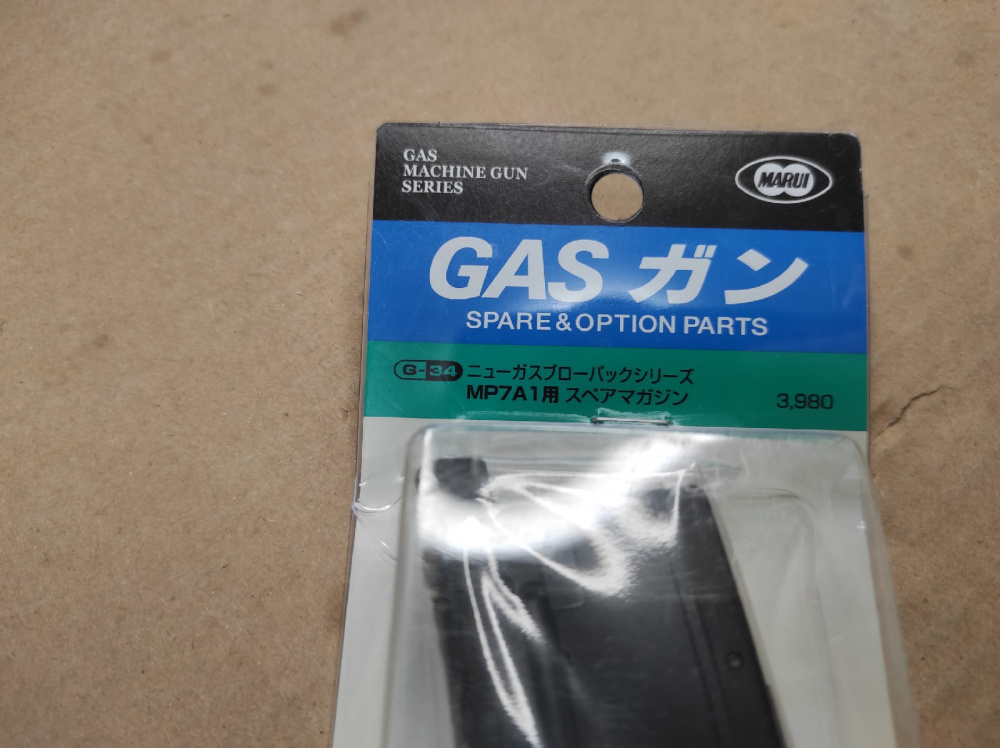 GAS
MACHINE GUN
SERIES
MARUI
GAS ガン
SPARE & OPTION PARTS
G-34 ニューガスブローバックシリーズ
MP7A1用 スペアマガジン
3,980